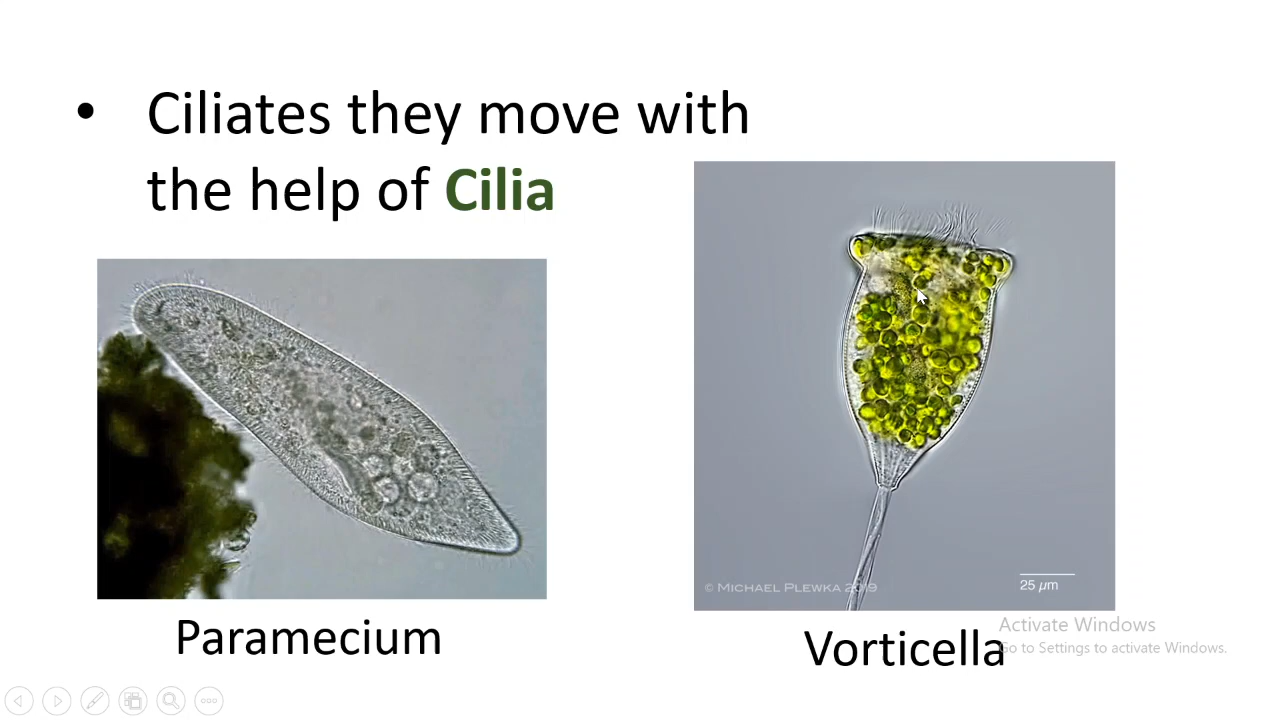 • Ciliates they move with
the help of Cilia
© MICHAEL PLEWKA 2019
25 µm
Paramecium
Vorticella
Activate Windows
Go to Settings to activate Windows.